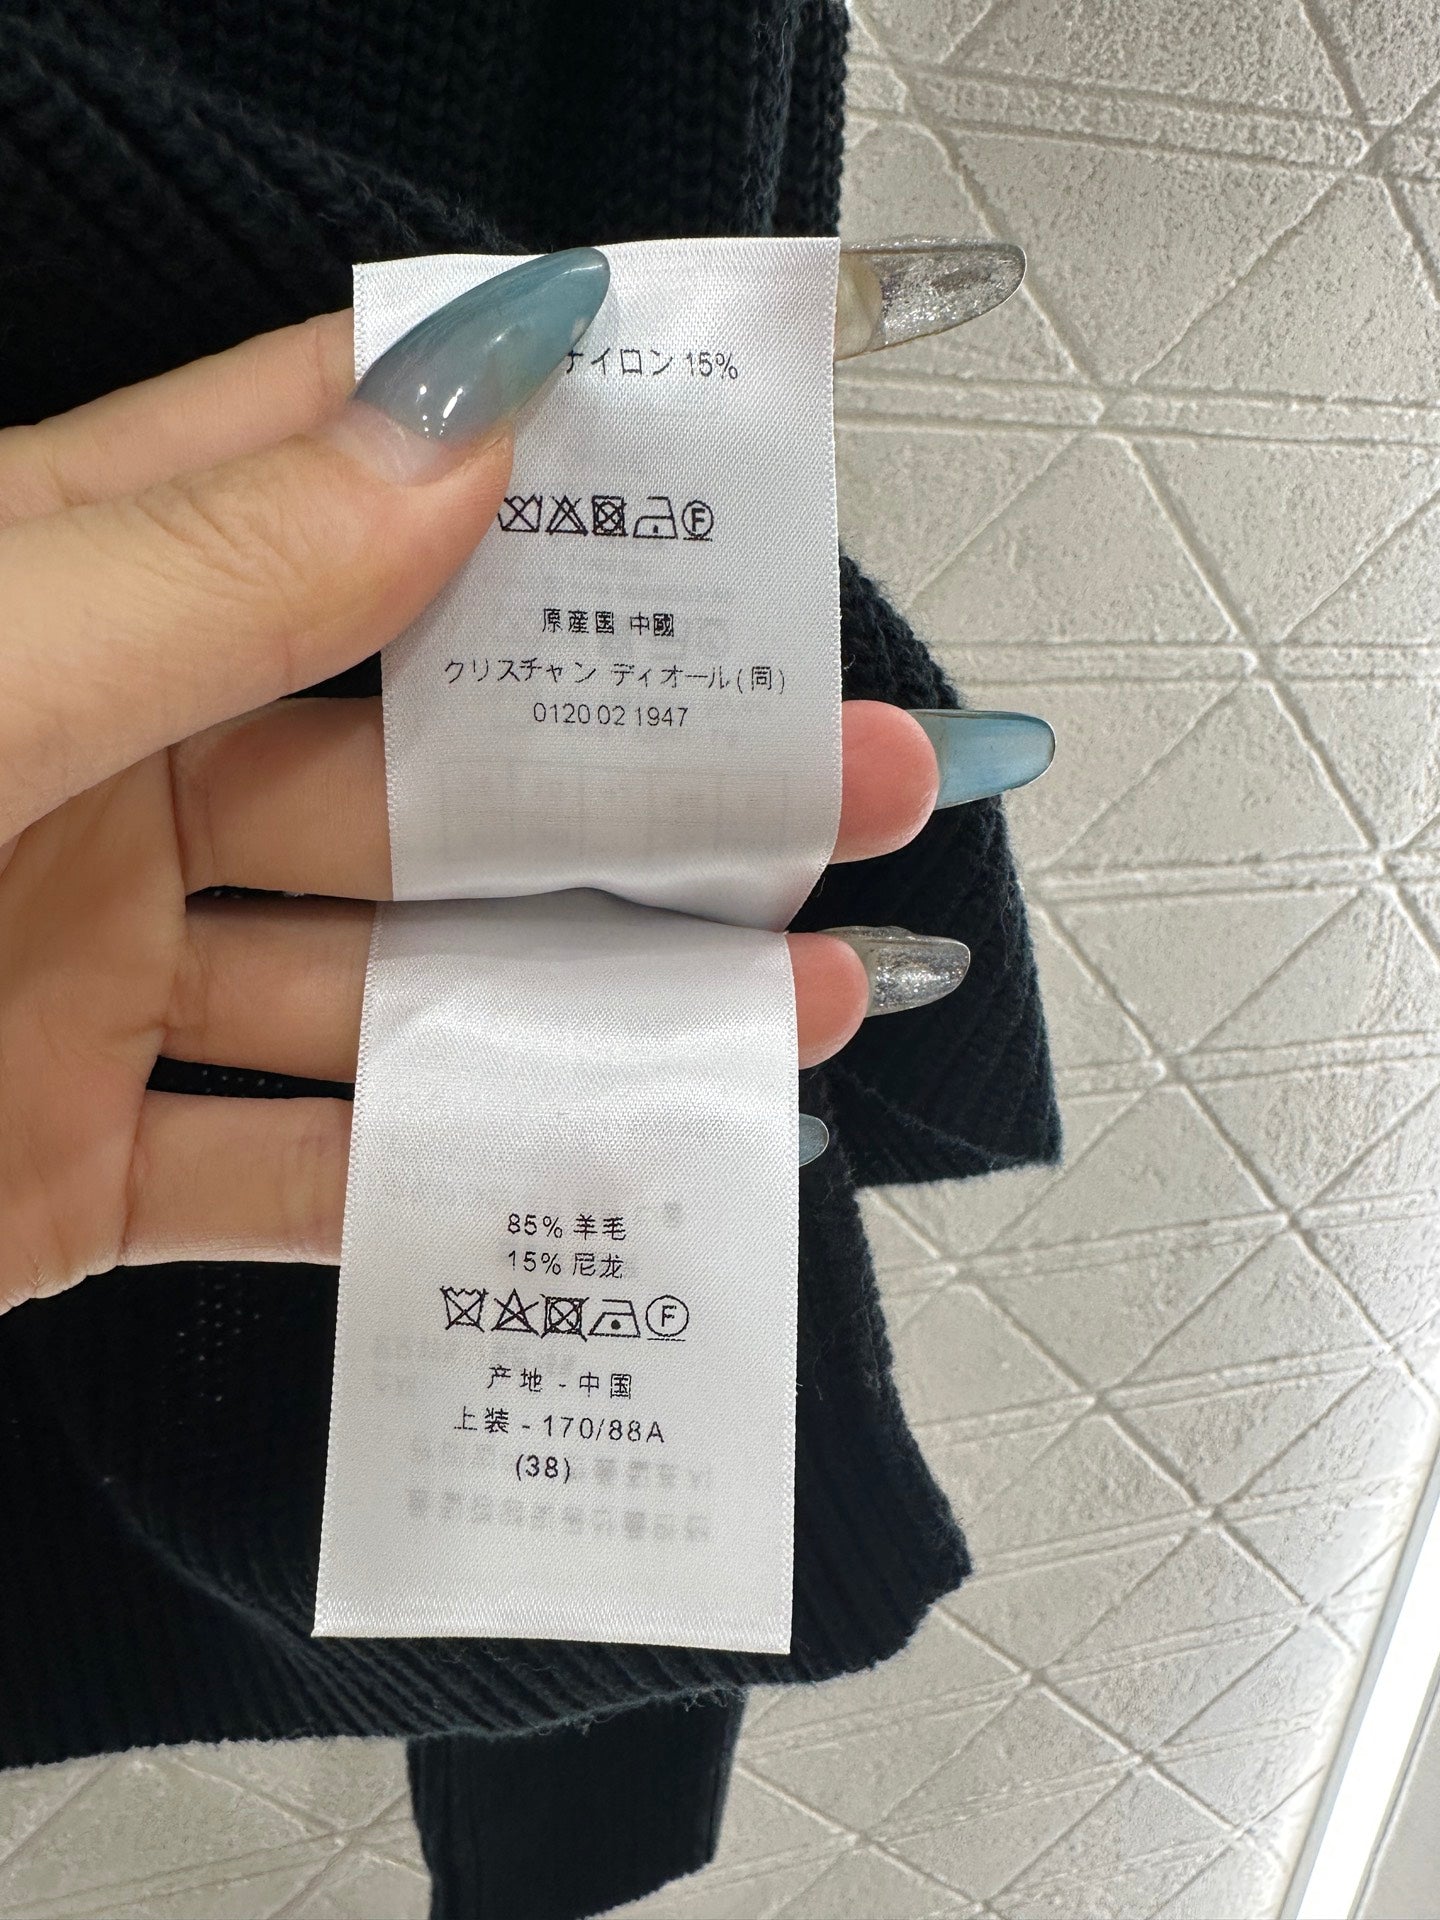 ナイロン 15%
F
原産国 中國
クリスチャン ディオール(同)
0120 02 1947
85% 羊毛
15% 尼龙
F
产地 - 中国
上装 - 170/88A
(38)